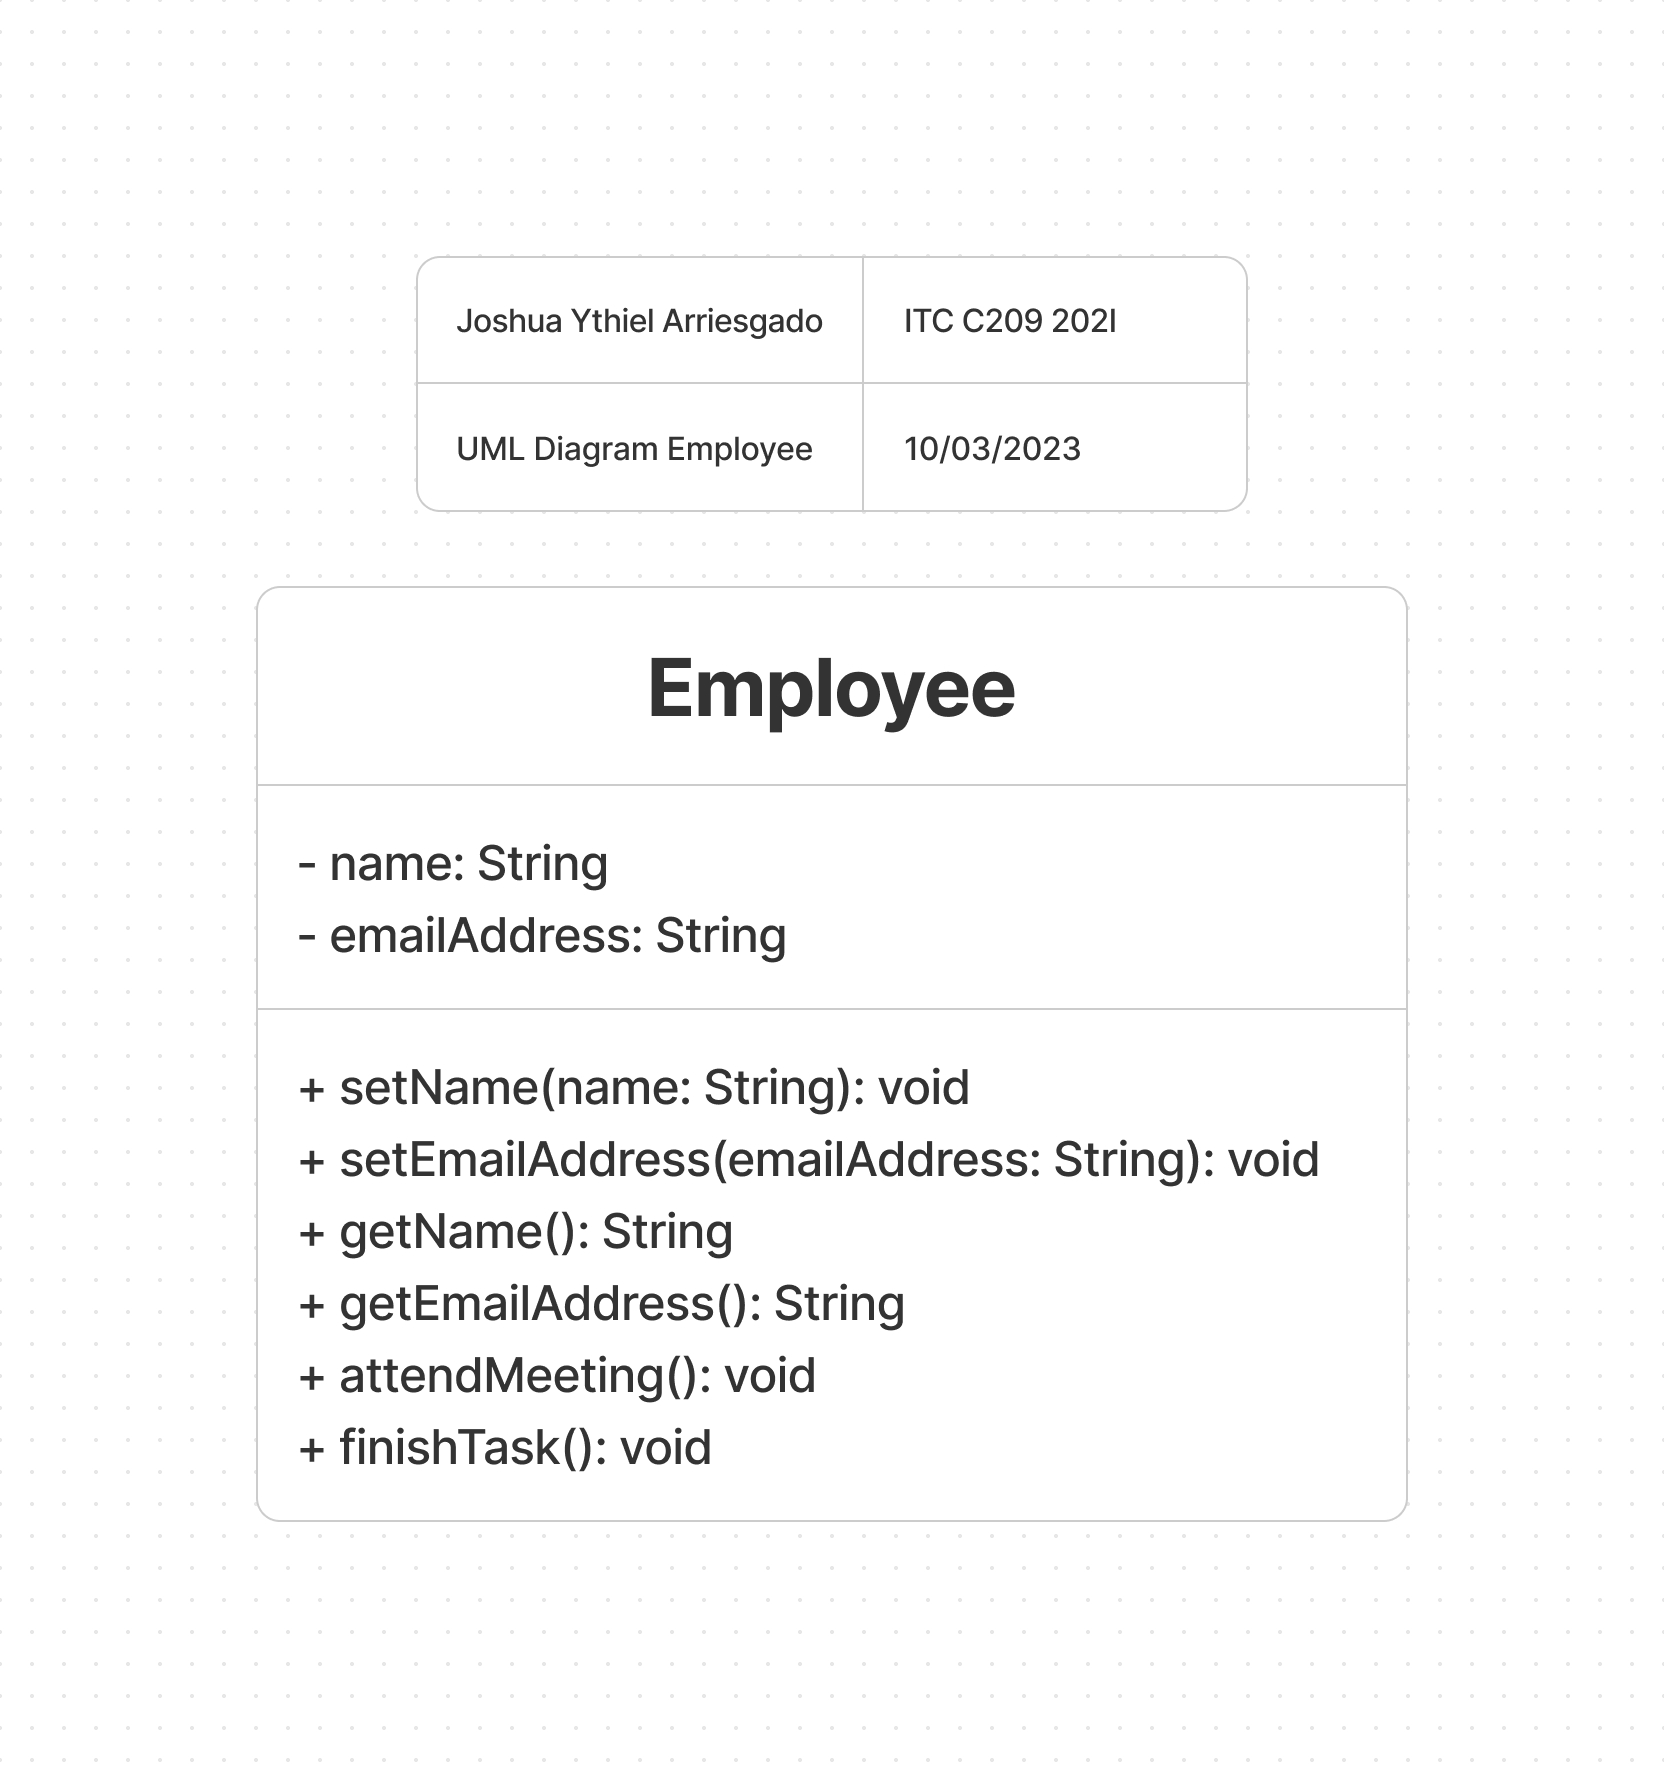 Joshua Ythiel Arriesgado
ITC C209 202I
UML Diagram Employee
10/03/2023
Employee
- name: String
- emailAddress: String
+ setName(name: String): void
+ setEmailAddress(emailAddress: String): void
+ getName(): String
+ getEmailAddress(): String
+ attendMeeting(): void
+ finishTask(): void